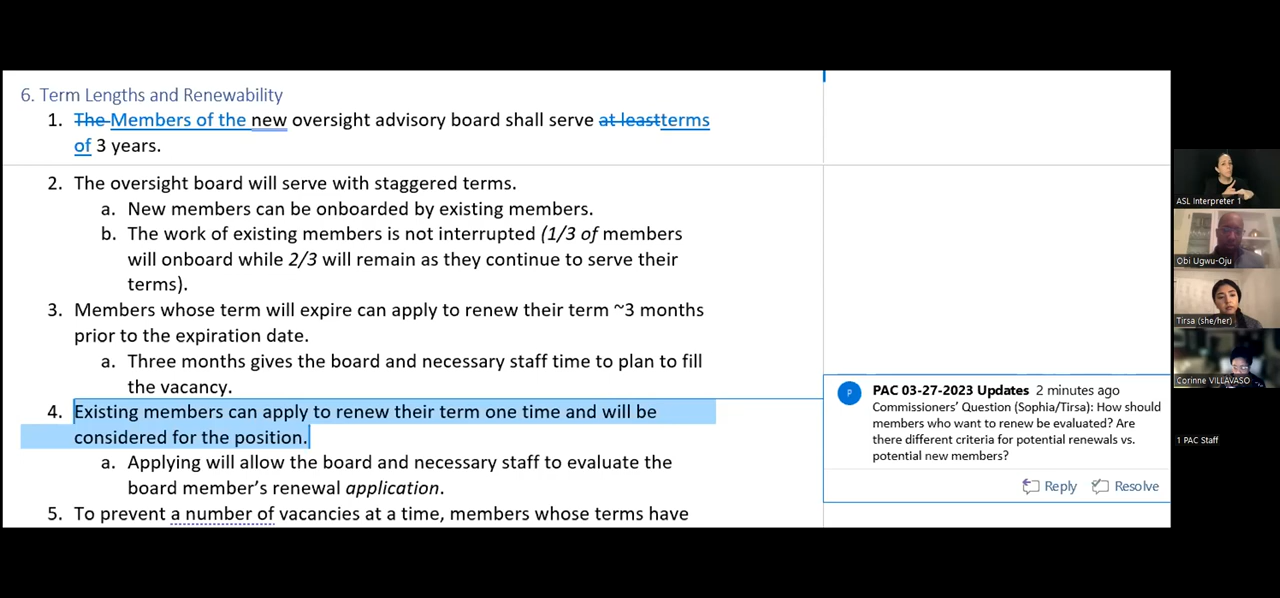 6. Term Lengths and Renewability
1. The Members of the new oversight advisory board shall serve at leastterms
of 3 years.
2. The oversight board will serve with staggered terms.
a. New members can be onboarded by existing members.
b. The work of existing members is not interrupted (1/3 of members
will onboard while 2/3 will remain as they continue to serve their
terms).
3. Members whose term will expire can apply to renew their term ~3 months
prior to the expiration date.
a. Three months gives the board and necessary staff time to plan to fill
the vacancy.
4. Existing members can apply to renew their term one time and will be
considered for the position.
a. Applying will allow the board and necessary staff to evaluate the
board member's renewal application.
5. To prevent a number of vacancies at a time, members whose terms have
P
PAC 03-27-2023 Updates 2 minutes ago
Commissioners' Question (Sophia/Tirsa): How should
members who want to renew be evaluated? Are
there different criteria for potential renewals vs.
potential new members?
Reply Resolve
ASL Interpreter 1
Obi Ugwu-Oju
Tirsa (she/her)
Corinne VILLAVASO
1 PAC Staff